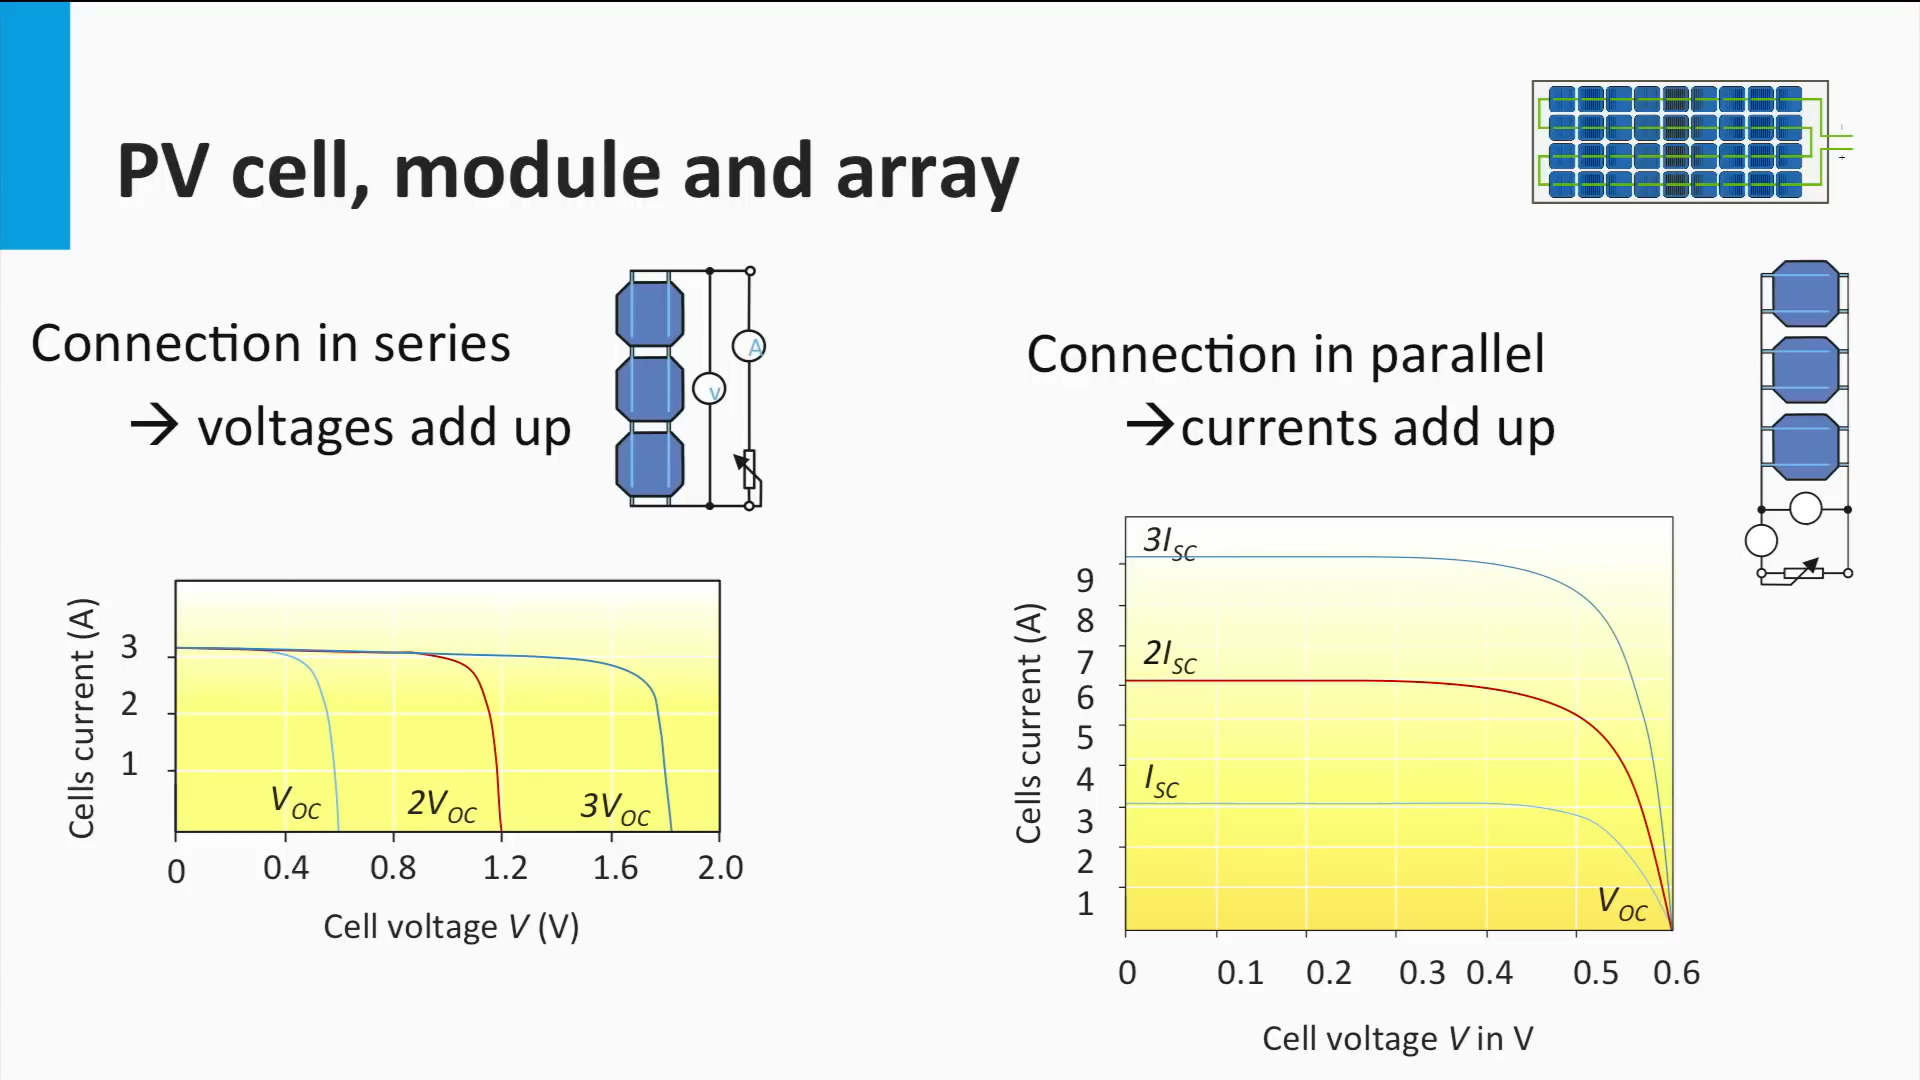 PV cell, module and array
Connection in series
→ voltages add up
A
v
Cells current (A)
3
2
1
V_OC
2V_OC
3V_OC
0 0.4 0.8 1.2 1.6 2.0
Cell voltage V (V)
Connection in parallel
→currents add up
Cells current (A)
3I_SC
9
8
2I_SC
7
6
5
4
I_SC
3
2
1
V_OC
0 0.1 0.2 0.3 0.4 0.5 0.6
Cell voltage V in V